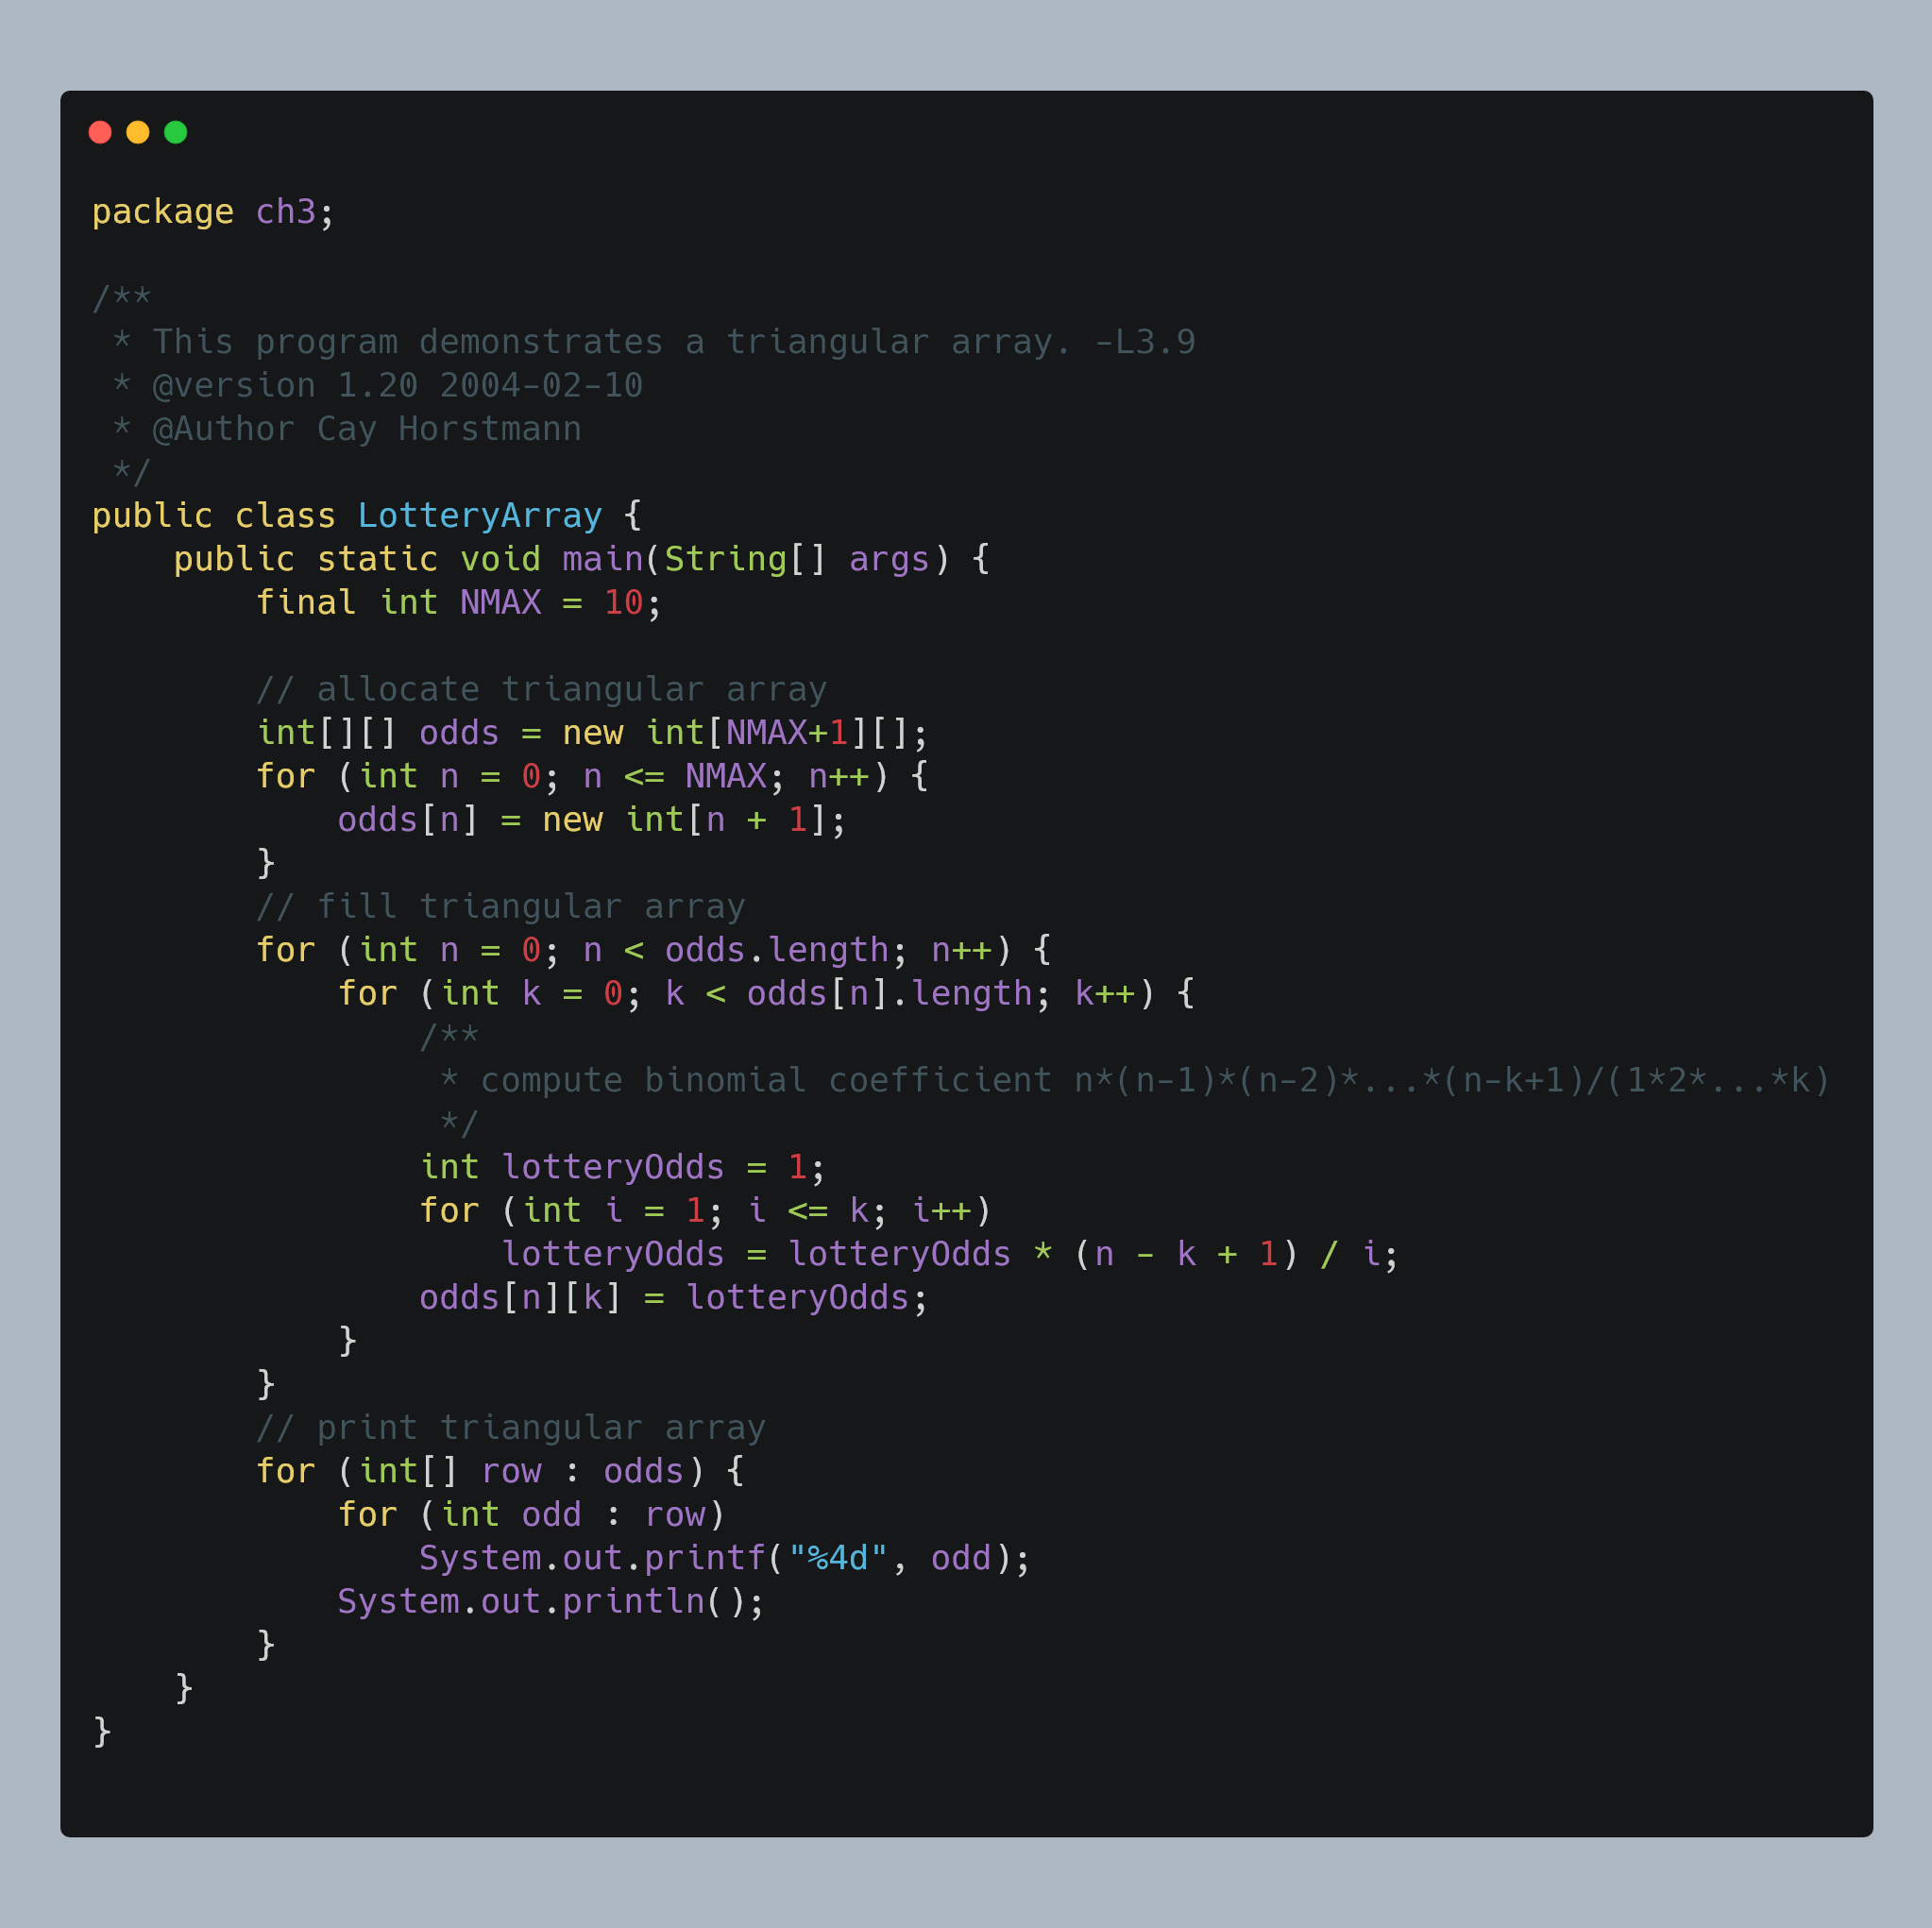 package ch3;

/**
 * This program demonstrates a triangular array. -L3.9
 * @version 1.20 2004-02-10
 * @Author Cay Horstmann
 */
public class LotteryArray {
    public static void main(String[] args) {
        final int NMAX = 10;

        // allocate triangular array
        int[][] odds = new int[NMAX+1][];
        for (int n = 0; n <= NMAX; n++) {
            odds[n] = new int[n + 1];
        }
        // fill triangular array
        for (int n = 0; n < odds.length; n++) {
            for (int k = 0; k < odds[n].length; k++) {
                /**
                 * compute binomial coefficient n*(n-1)*(n-2)*...*(n-k+1)/(1*2*...*k)
                 */
                int lotteryOdds = 1;
                for (int i = 1; i <= k; i++)
                    lotteryOdds = lotteryOdds * (n - k + 1) / i;
                odds[n][k] = lotteryOdds;
            }
        }
        // print triangular array
        for (int[] row : odds) {
            for (int odd : row)
                System.out.printf("%4d", odd);
            System.out.println();
        }
    }
}